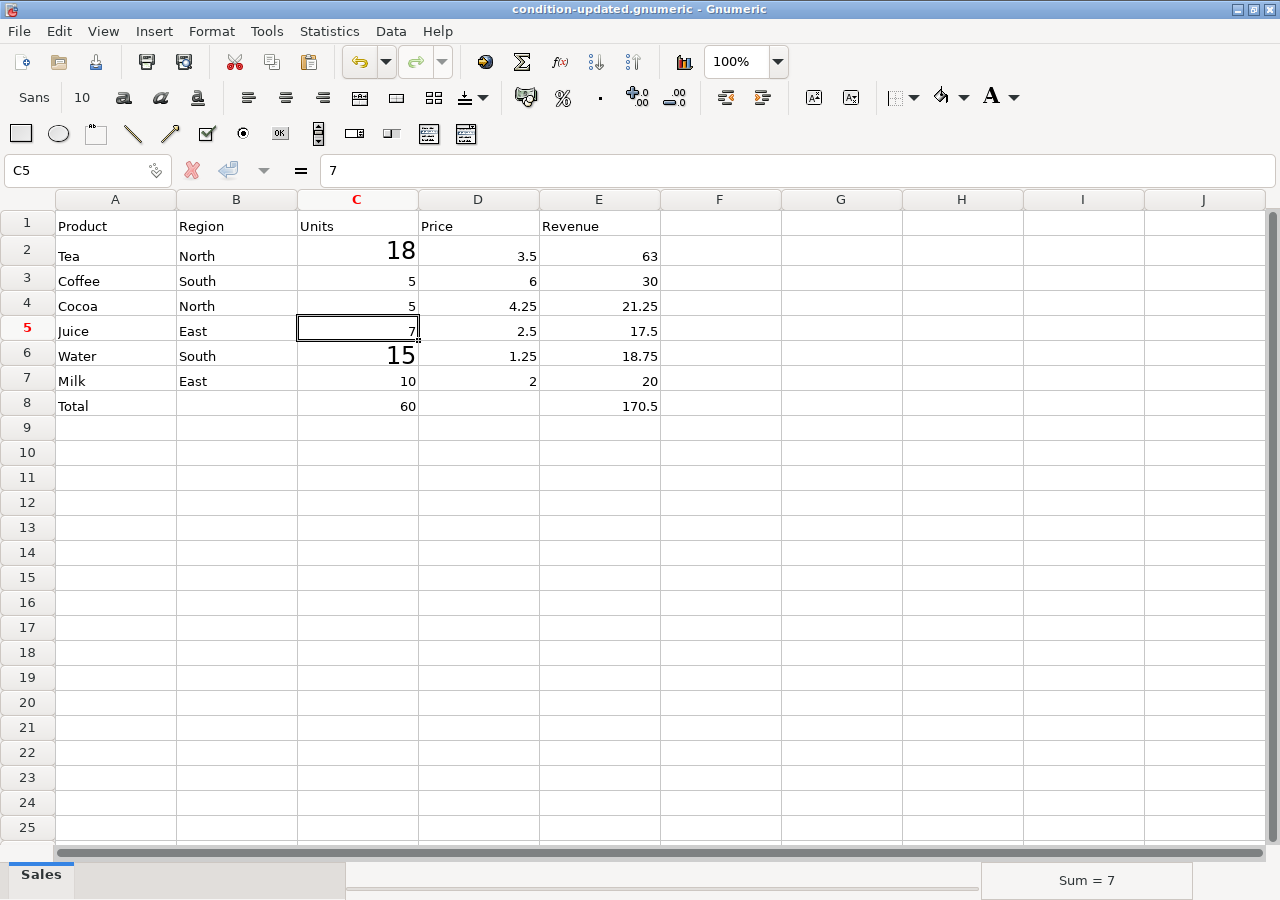 condition-updated.gnumeric - Gnumeric
File Edit View Insert Format Tools Statistics Data Help
f(x) 100%
Sans 10 a a a A A A
OK
C5 = 7
A B C D E F G H I J
1 Product Region Units Price Revenue
2 Tea North 18 3.5 63
3 Coffee South 5 6 30
4 Cocoa North 5 4.25 21.25
5 Juice East 7 2.5 17.5
6 Water South 15 1.25 18.75
7 Milk East 10 2 20
8 Total 60 170.5
9
10
11
12
13
14
15
16
17
18
19
20
21
22
23
24
25
Sales Sum = 7